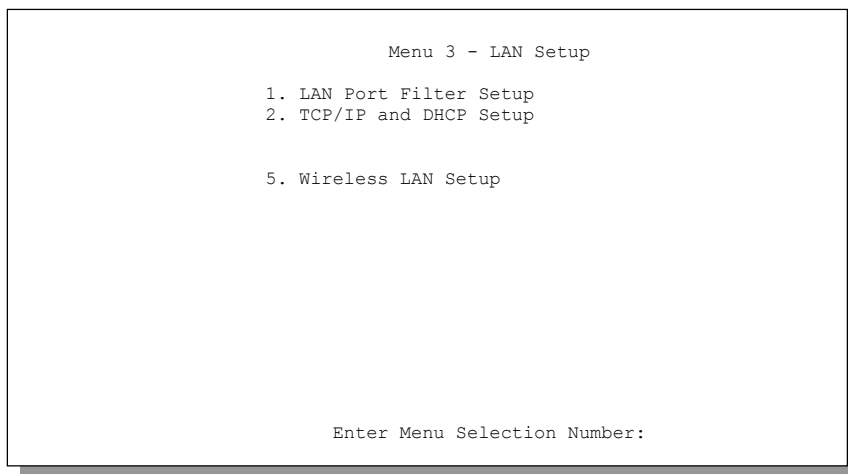 Menu 3 - LAN Setup
1. LAN Port Filter Setup
2. TCP/IP and DHCP Setup
5. Wireless LAN Setup
Enter Menu Selection Number: